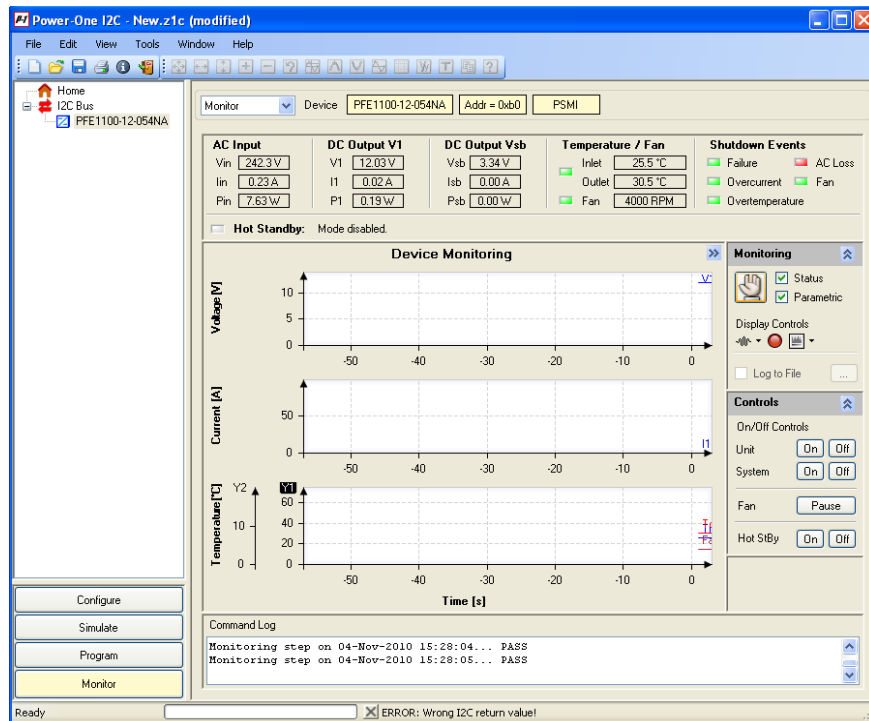 Power-One I2C - New.z1c (modified)
File Edit View Tools Window Help
Home
I2C Bus
PFE1100-12-054NA
Monitor Device PFE1100-12-054NA Addr = 0xb0 PSMI
AC Input DC Output V1 DC Output Vsb Temperature / Fan Shutdown Events
Vin 242.3 V V1 12.03 V Vsb 3.34 V Inlet 25.5 °C Failure AC Loss
Iin 0.23 A I1 0.02 A Isb 0.00 A Outlet 30.5 °C Overcurrent Fan
Pin 7.63 W P1 0.19 W Psb 0.00 W Fan 4000 RPM Overtemperature
Hot Standby: Mode disabled.
Device Monitoring
Voltage [V]
10
5
0
-50 -40 -30 -20 -10 0
V1
Current [A]
50
0
-50 -40 -30 -20 -10 0
I1
Temperature [°C]
Y2 Y1
60
10 40
20
0 0
-50 -40 -30 -20 -10 0
Time [s]
Monitoring
Status
Parametric
Display Controls
Log to File ...
Controls
On/Off Controls
Unit On Off
System On Off
Fan Pause
Hot StBy On Off
Configure
Simulate
Program
Monitor
Command Log
Monitoring step on 04-Nov-2010 15:28:04... PASS
Monitoring step on 04-Nov-2010 15:28:05... PASS
Ready ERROR: Wrong I2C return value!